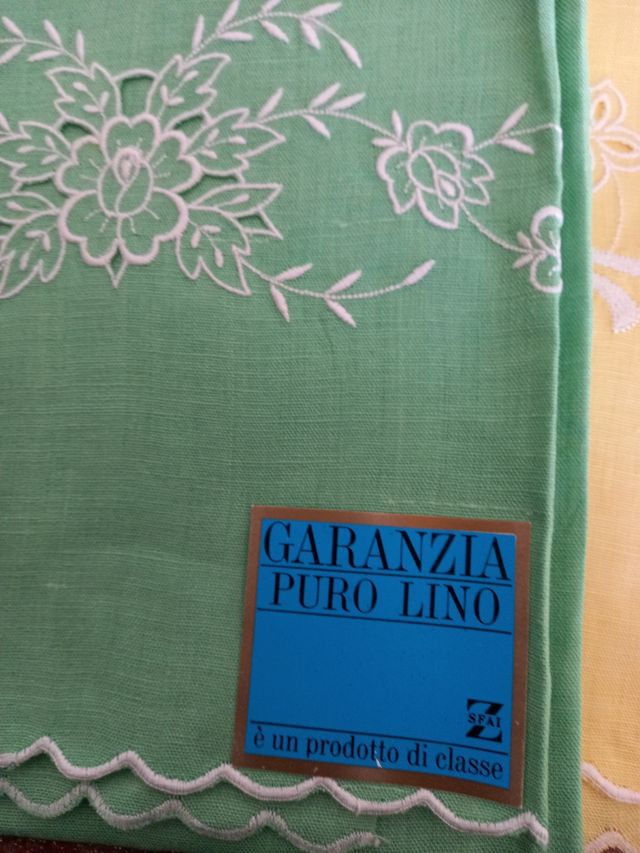 GARANZIA
PURO LINO
Z
SFAI
è un prodotto di classe